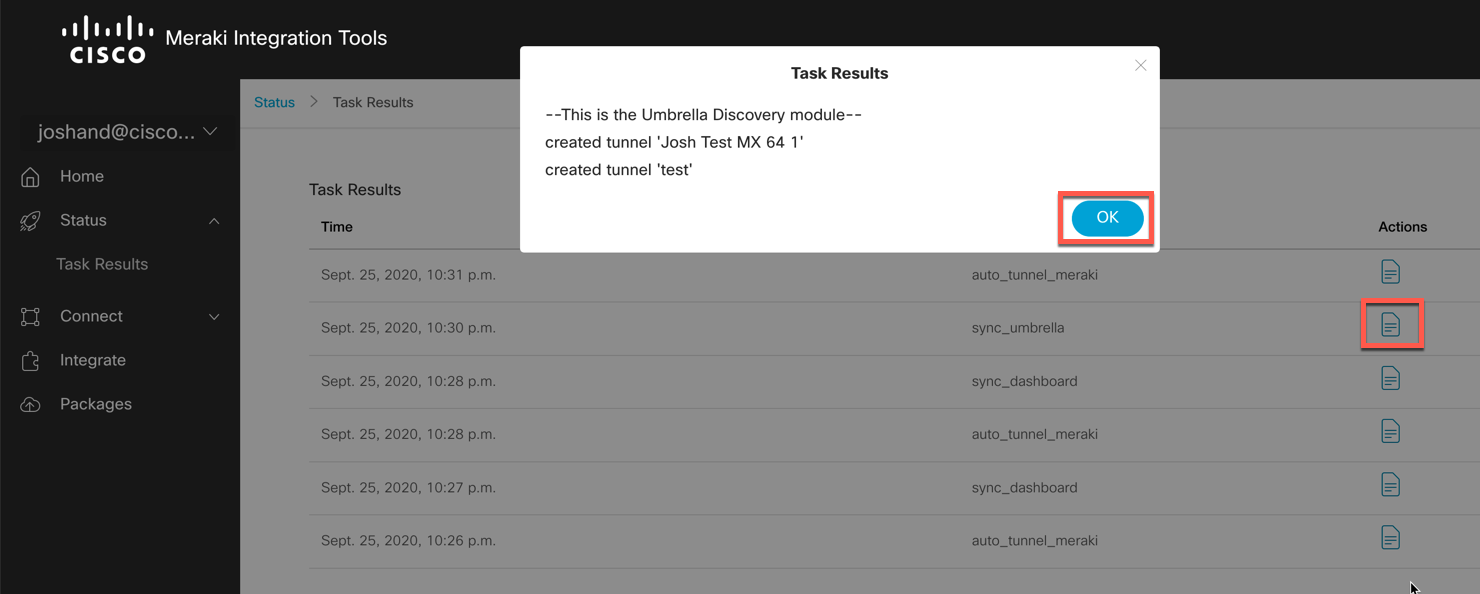 CISCO Meraki Integration Tools
Task Results
--This is the Umbrella Discovery module--
created tunnel 'Josh Test MX 64 1'
created tunnel 'test'
OK
joshand@cisco...
Home
Status
Task Results
Connect
Integrate
Packages
Status > Task Results
Task Results
Time Actions
Sept. 25, 2020, 10:31 p.m. auto_tunnel_meraki
Sept. 25, 2020, 10:30 p.m. sync_umbrella
Sept. 25, 2020, 10:28 p.m. sync_dashboard
Sept. 25, 2020, 10:28 p.m. auto_tunnel_meraki
Sept. 25, 2020, 10:27 p.m. sync_dashboard
Sept. 25, 2020, 10:26 p.m. auto_tunnel_meraki